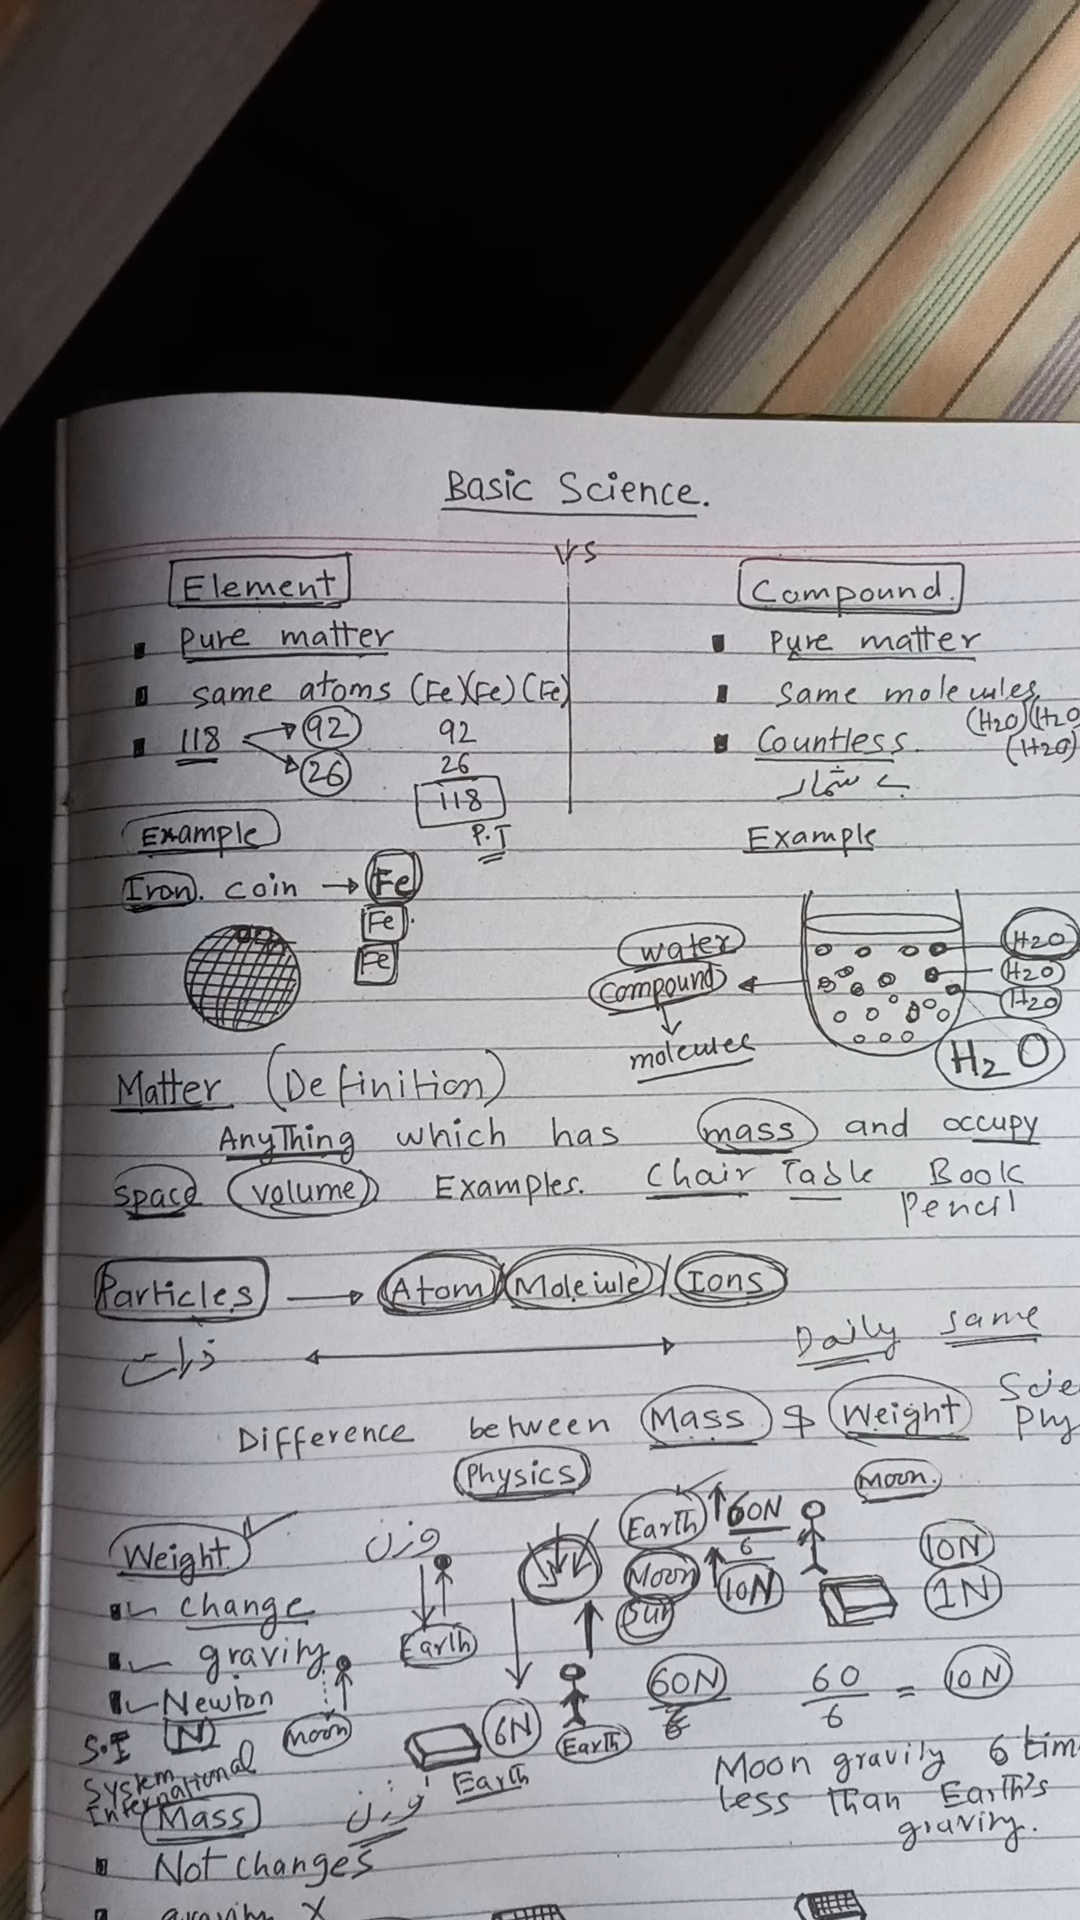 Basic Science.
vs
Element
Pure matter
same atoms (Fe)(Fe)(Fe)
118 92 92
26 26
118
P.T
Compound.
Pure matter
same molecules
(H2O)(H2O
(H2O)
Countless.
بے شمار
Example
Iron. coin → Fe
Fe
Fe
Example
water
Compound
molecules
H2O
H2O
H2O
H2O
Matter (Definition)
AnyThing which has mass and occupy
space (volume) Examples. Chair Table Book
Pencil
Particles → Atom/Molecule/Ions
ذرات
Daily same
Difference between Mass & Weight
Physics
Weight وزن
change
gravity
Newton
S.I N
System
International
Earth
Moon
Earth 60N
6
Moon 10N
Sun
Moon.
10N
1N
6N
Earth
وزن
Earth
60N
6
60/6 = 10N
Moon gravity 6 tim
less than Earth's
gravity.
Mass
Not changes
gravity X